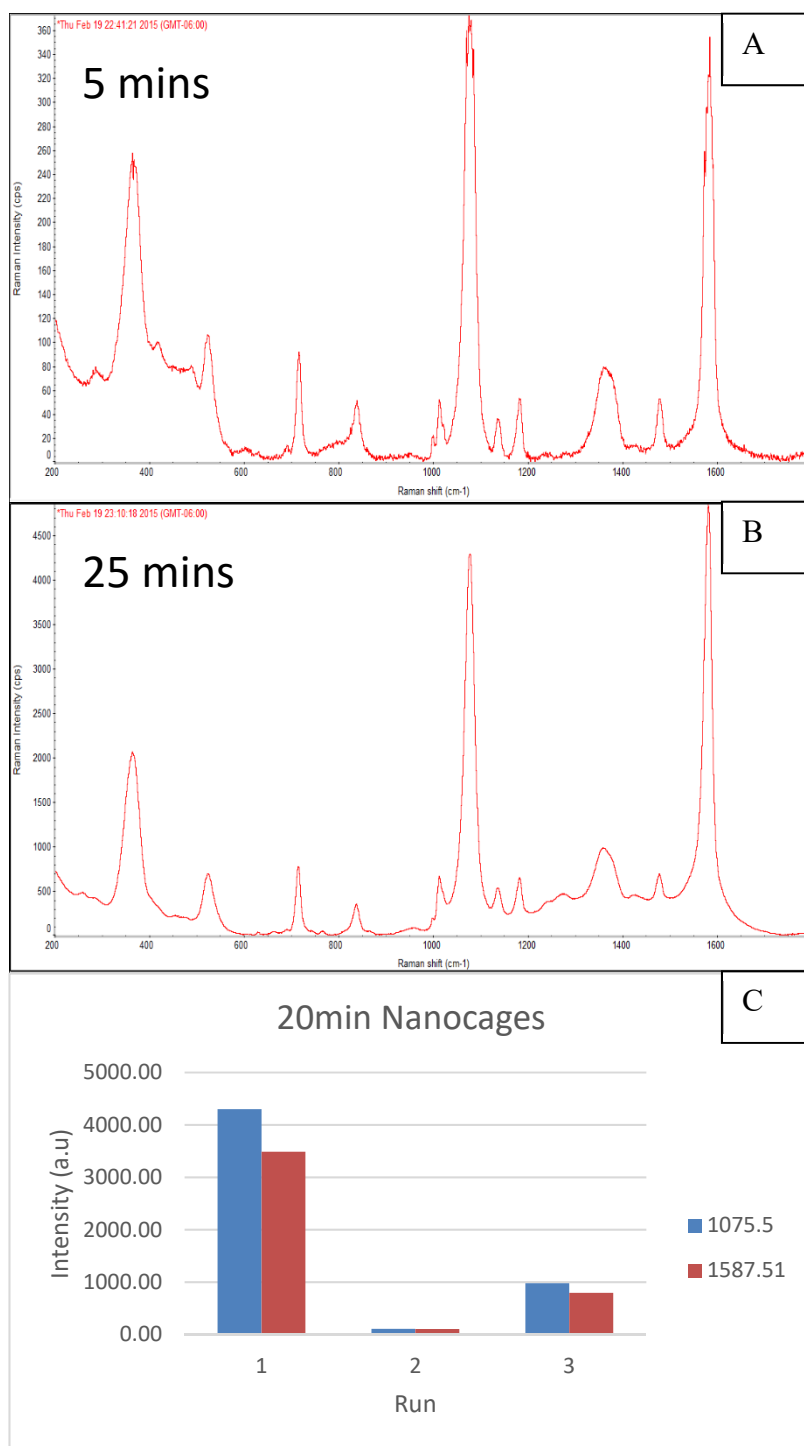 *Thu Feb 19 22:41:21 2015 (GMT-06:00)
A
5 mins
360
340
320
300
280
260
240
220
200
180
160
140
120
100
80
60
40
20
0
Raman Intensity (cps)
200 400 600 800 1000 1200 1400 1600
Raman shift (cm-1)
*Thu Feb 19 23:10:18 2015 (GMT-06:00)
B
25 mins
4500
4000
3500
3000
2500
2000
1500
1000
500
0
Raman Intensity (cps)
200 400 600 800 1000 1200 1400 1600
Raman shift (cm-1)
C
20min Nanocages
5000.00
4000.00
3000.00
2000.00
1000.00
0.00
Intensity (a.u)
1 2 3
Run
1075.5
1587.51